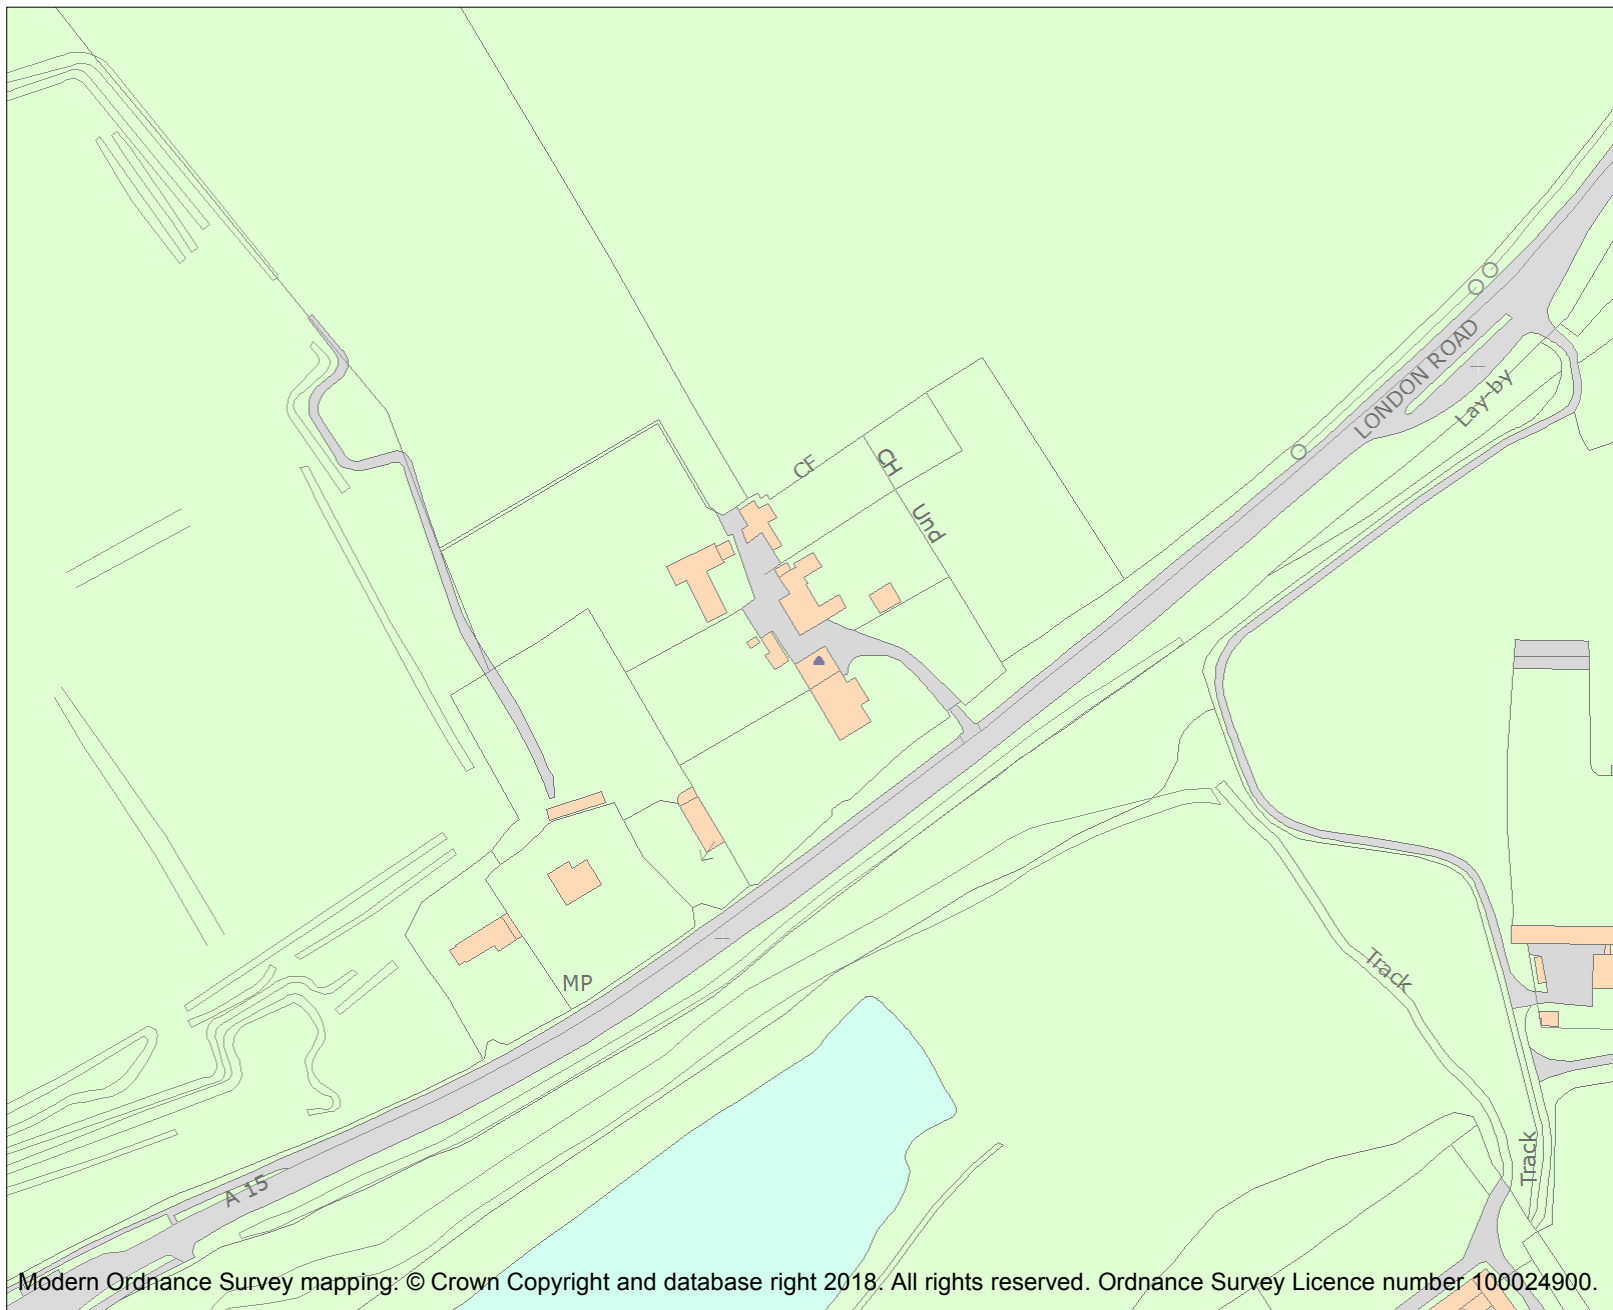 LONDON ROAD
Lay-by
CF
CH
Und
MP
Track
Track
A 15
Modern Ordnance Survey mapping: © Crown Copyright and database right 2018. All rights reserved. Ordnance Survey Licence number 100024900.